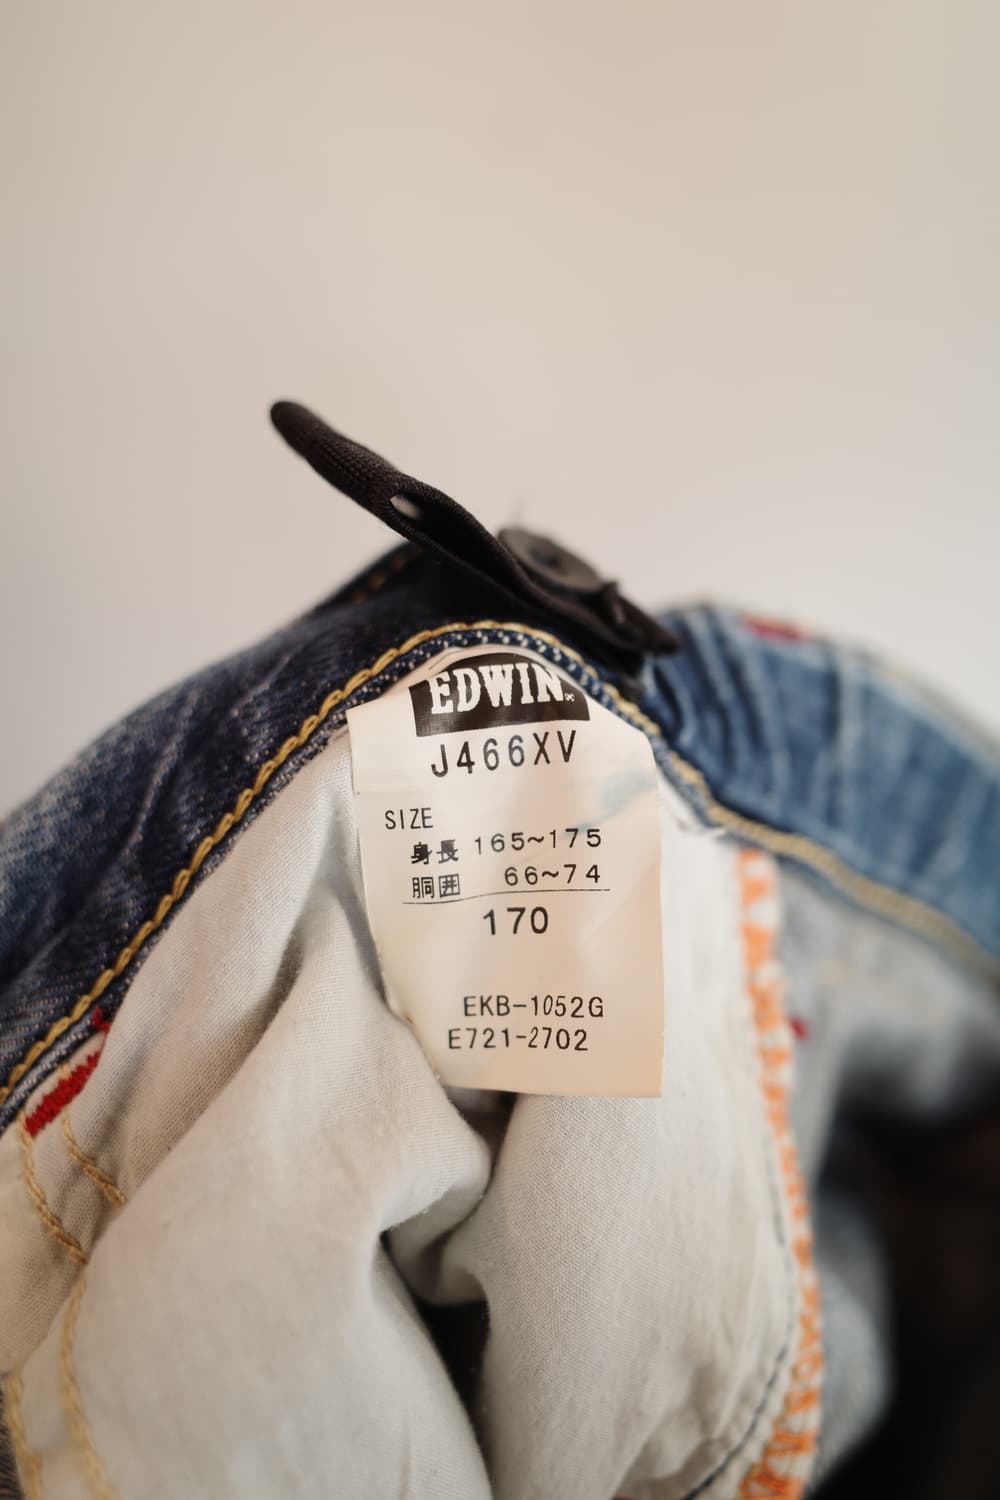 EDWIN
J466XV
SIZE
身長 165~175
胴囲 66~74
170
EKB-1052G
E721-2702